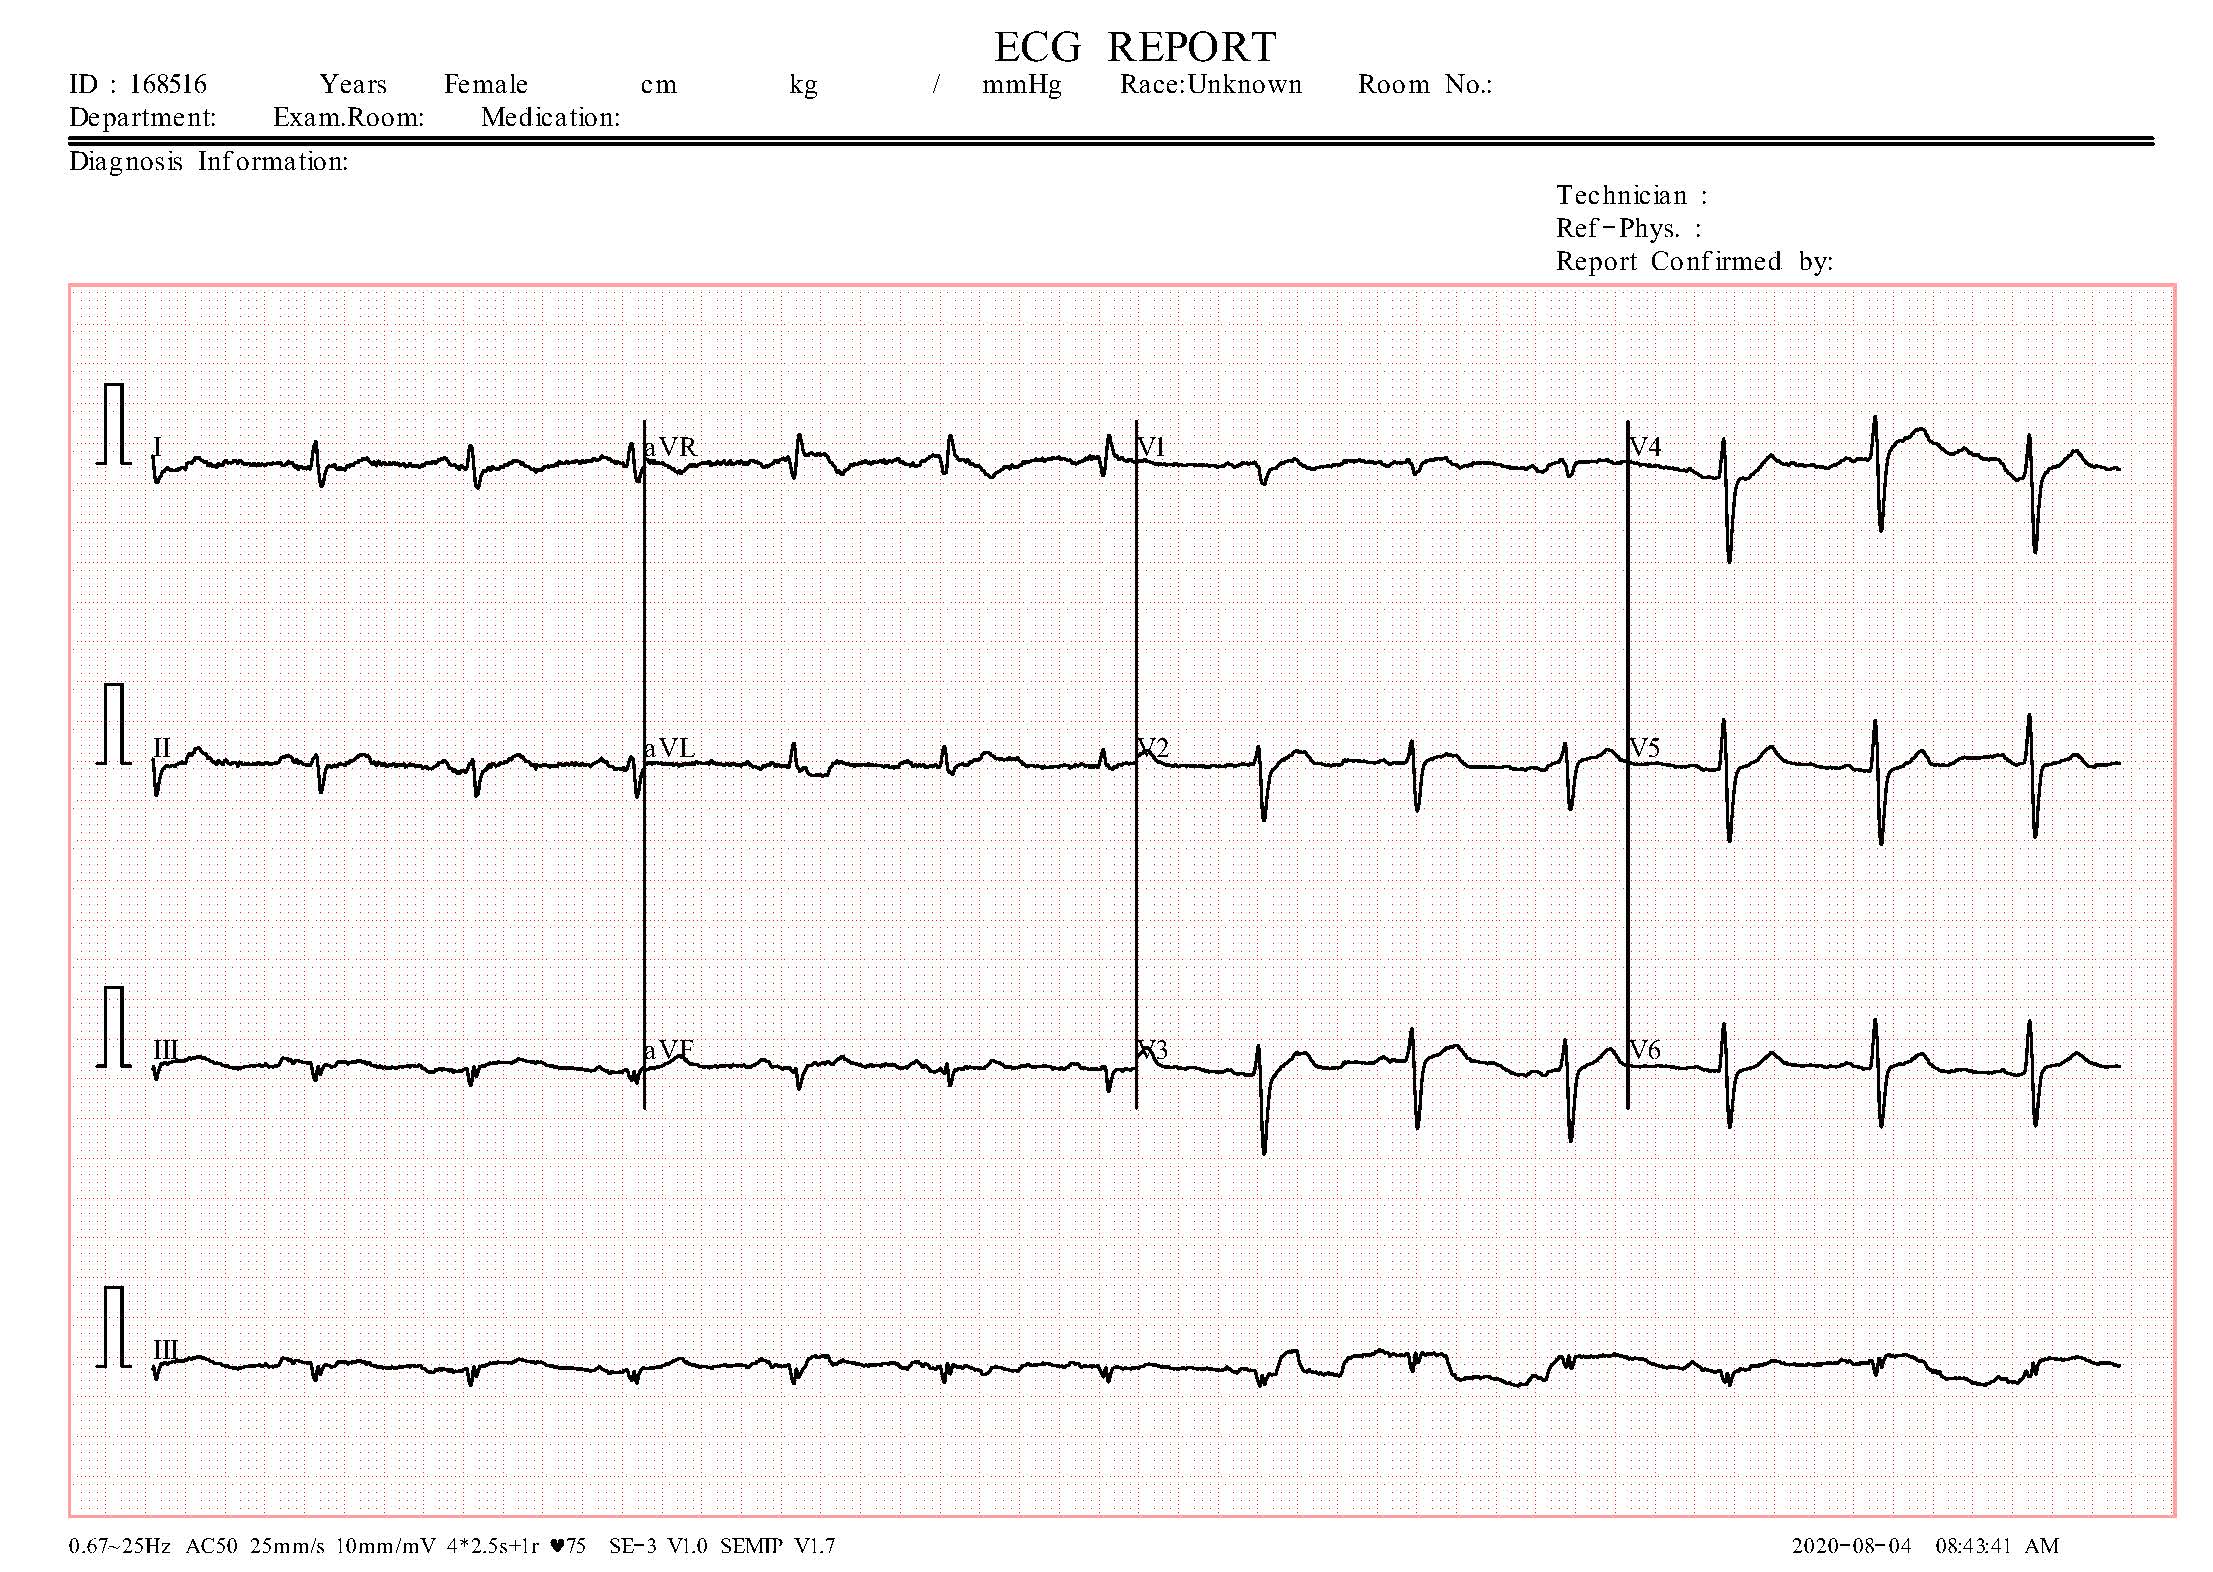 ECG REPORT
ID : 168516 Years Female cm kg / mmHg Race:Unknown Room No.:
Department: Exam.Room: Medication:
Diagnosis Information:
Technician :
Ref-Phys. :
Report Confirmed by:
I aVR V1 V4
II aVL V2 V5
III aVF V3 V6
III
0.67~25Hz AC50 25mm/s 10mm/mV 4*2.5s+1r ♥75 SE-3 V1.0 SEMIP V1.7 2020-08-04 08:43:41 AM